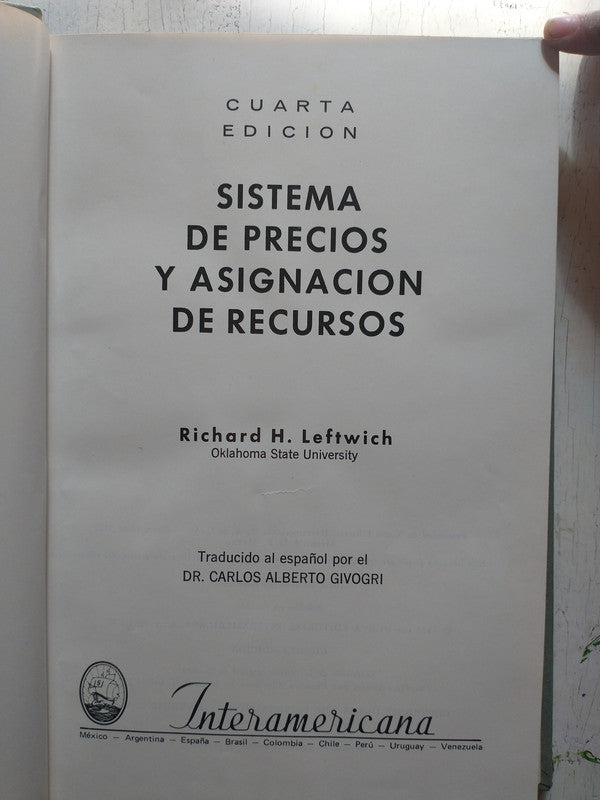 CUARTA
EDICION
SISTEMA
DE PRECIOS
Y ASIGNACION
DE RECURSOS
Richard H. Leftwich
Oklahoma State University
Traducido al español por el
DR. CARLOS ALBERTO GIVOGRI
Interamericana
México — Argentina — España — Brasil — Colombia — Chile — Perú — Uruguay — Venezuela